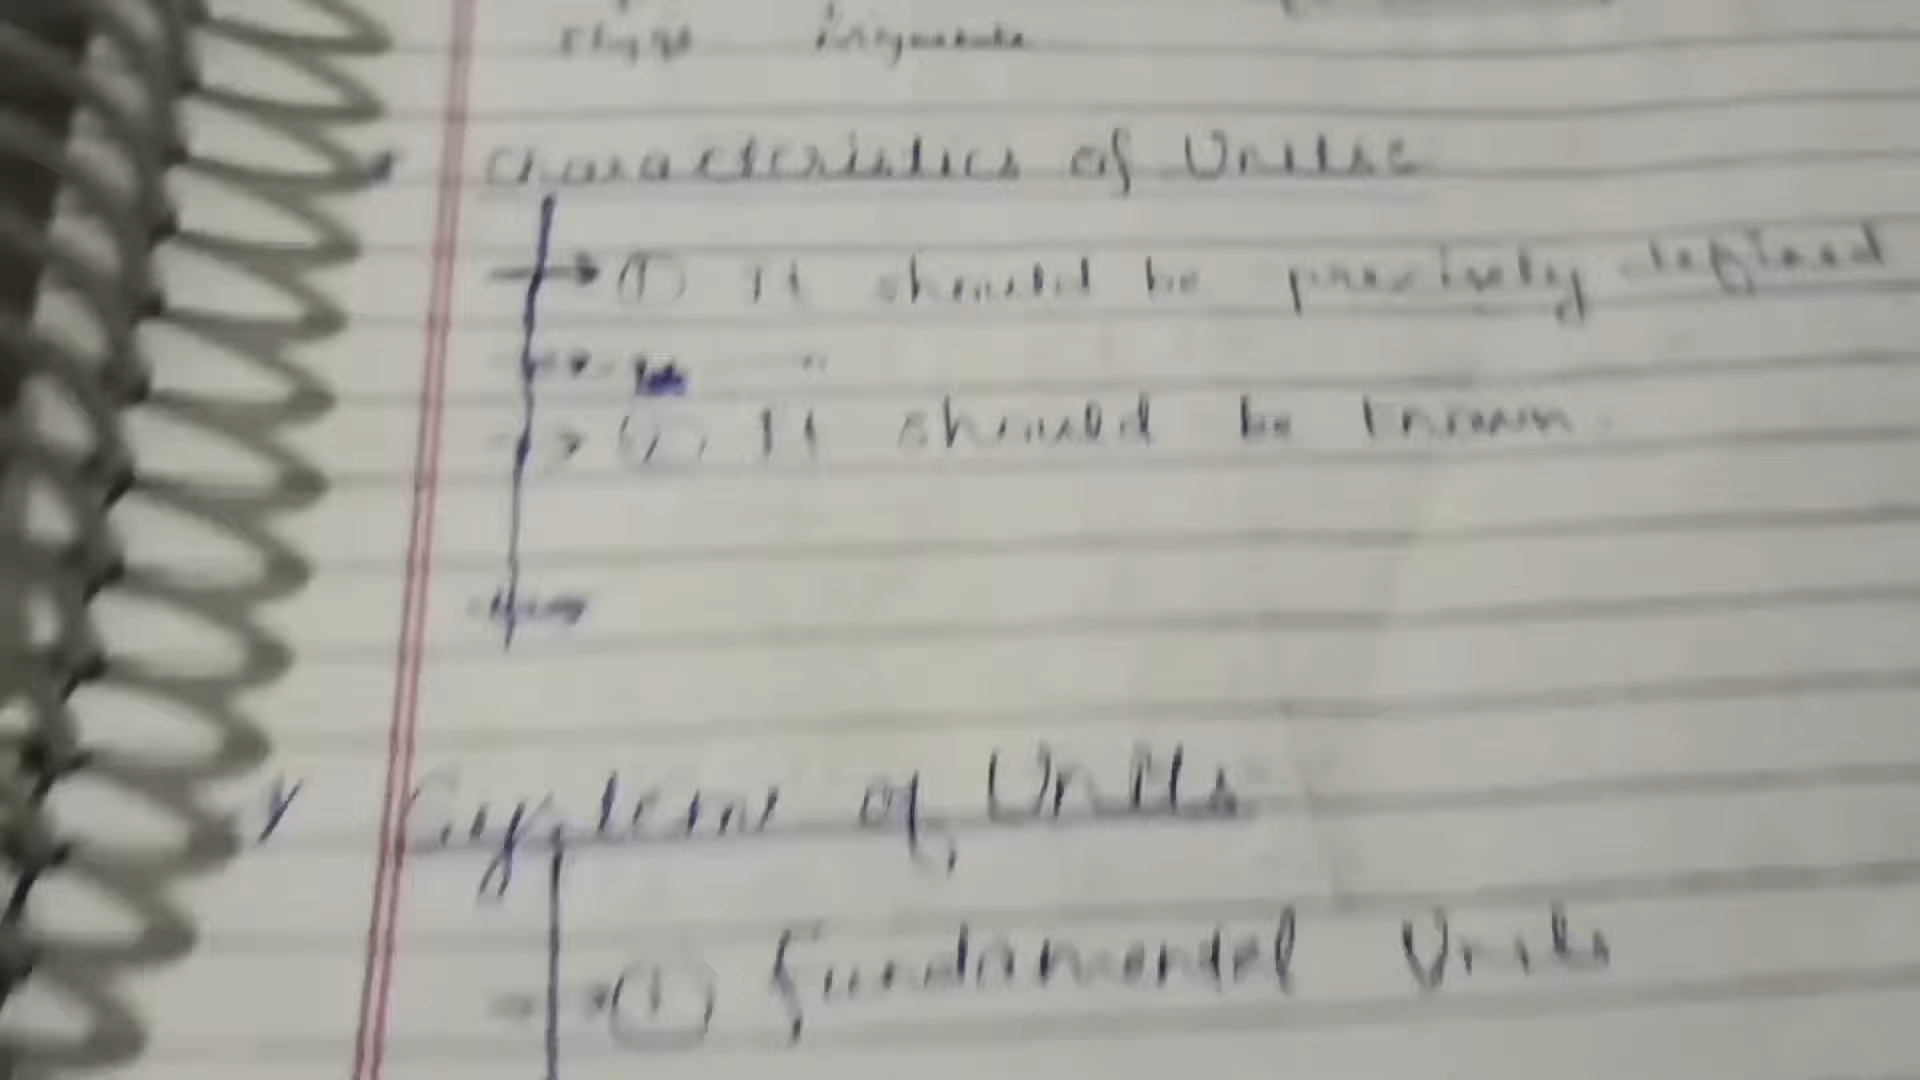 Characteristics of Units:
→ ① It should be precisely defined
→ ② It should be known.
System of Units
→ ① Fundamental Units